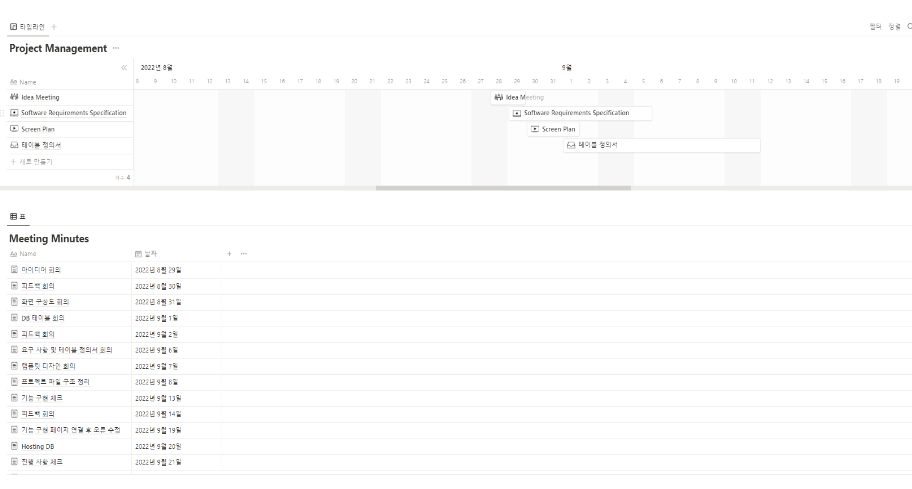 타임라인 +
필터 정렬
Project Management ...
2022년 8월 9월
Aa Name 8 9 10 11 12 13 14 15 16 17 18 19 20 21 22 23 24 25 26 27 28 29 30 31 1 2 3 4 5 6 7 8 9 10 11 12 13 14 15 16 17 18 19
Idea Meeting Idea Meeting
Software Requirements Specification Software Requirements Specification
Screen Plan Screen Plan
테이블 정의서 테이블 정의서
+ 새로 만들기
개수 4
표
Meeting Minutes
Aa Name 날짜 + ...
아이디어 회의 2022년 8월 29일
피드백 회의 2022년 8월 30일
화면 구상도 회의 2022년 8월 31일
DB 테이블 회의 2022년 9월 1일
피드백 회의 2022년 9월 2일
요구 사항 및 테이블 정의서 회의 2022년 9월 6일
템플릿 디자인 회의 2022년 9월 7일
프로젝트 파일 구조 정리 2022년 9월 8일
기능 구현 체크 2022년 9월 13일
피드백 회의 2022년 9월 14일
기능 구현 페이지 연결 후 오류 수정 2022년 9월 19일
Hosting DB 2022년 9월 20일
진행 사항 체크 2022년 9월 21일